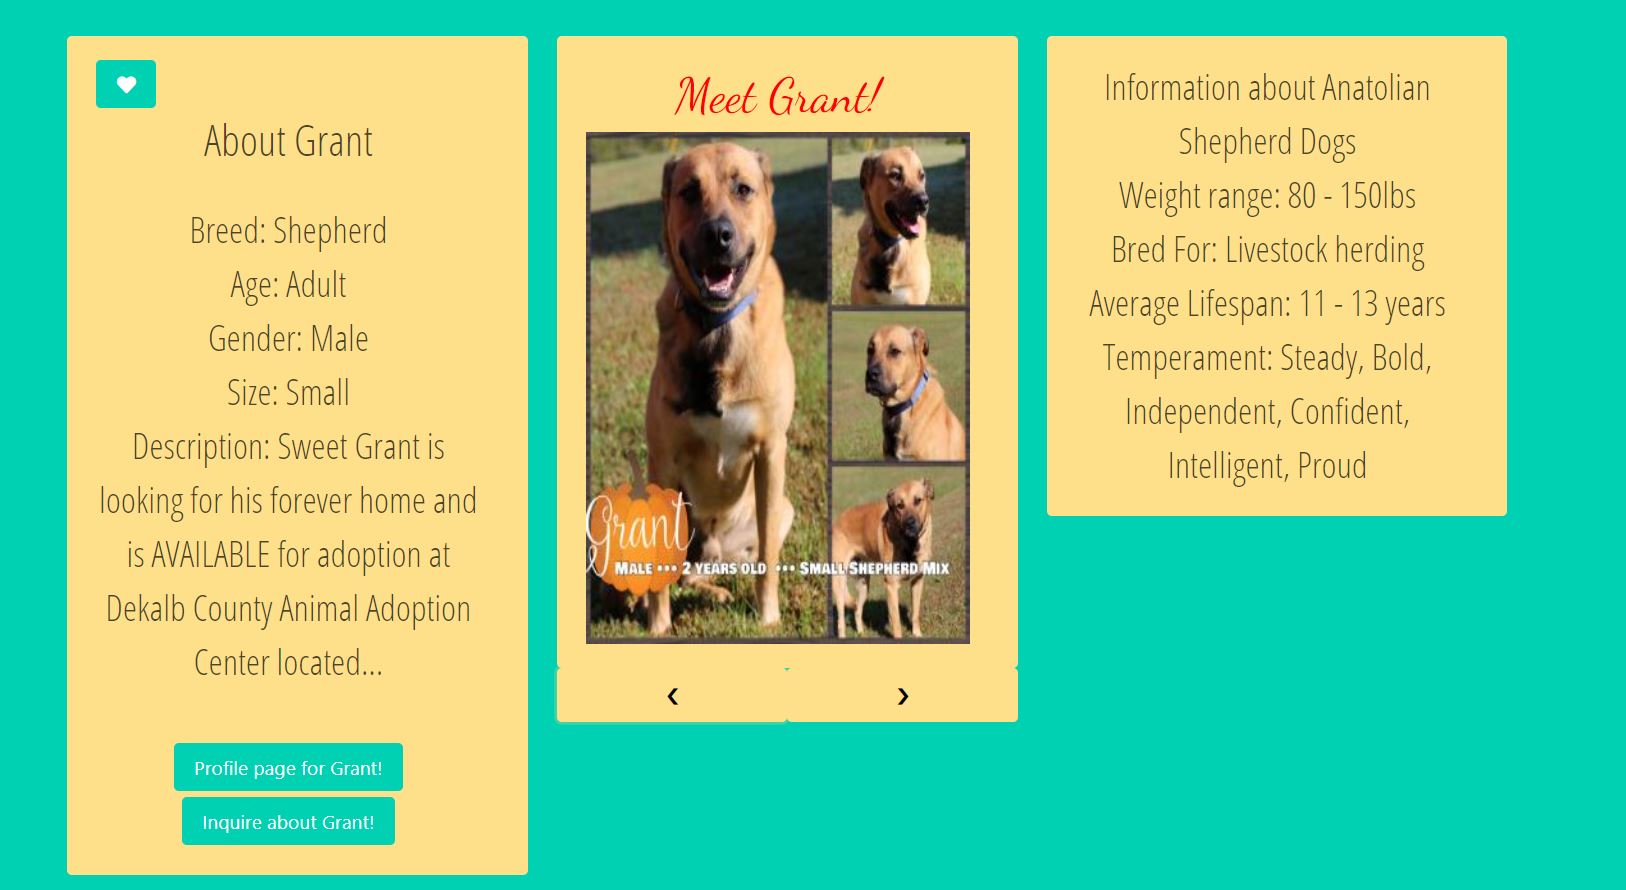 About Grant
Breed: Shepherd
Age: Adult
Gender: Male
Size: Small
Description: Sweet Grant is
looking for his forever home and
is AVAILABLE for adoption at
Dekalb County Animal Adoption
Center located...
Profile page for Grant!
Inquire about Grant!
Meet Grant!
Grant
MALE ••• 2 YEARS OLD ••• SMALL SHEPHERD MIX
‹ ›
Information about Anatolian
Shepherd Dogs
Weight range: 80 - 150lbs
Bred For: Livestock herding
Average Lifespan: 11 - 13 years
Temperament: Steady, Bold,
Independent, Confident,
Intelligent, Proud